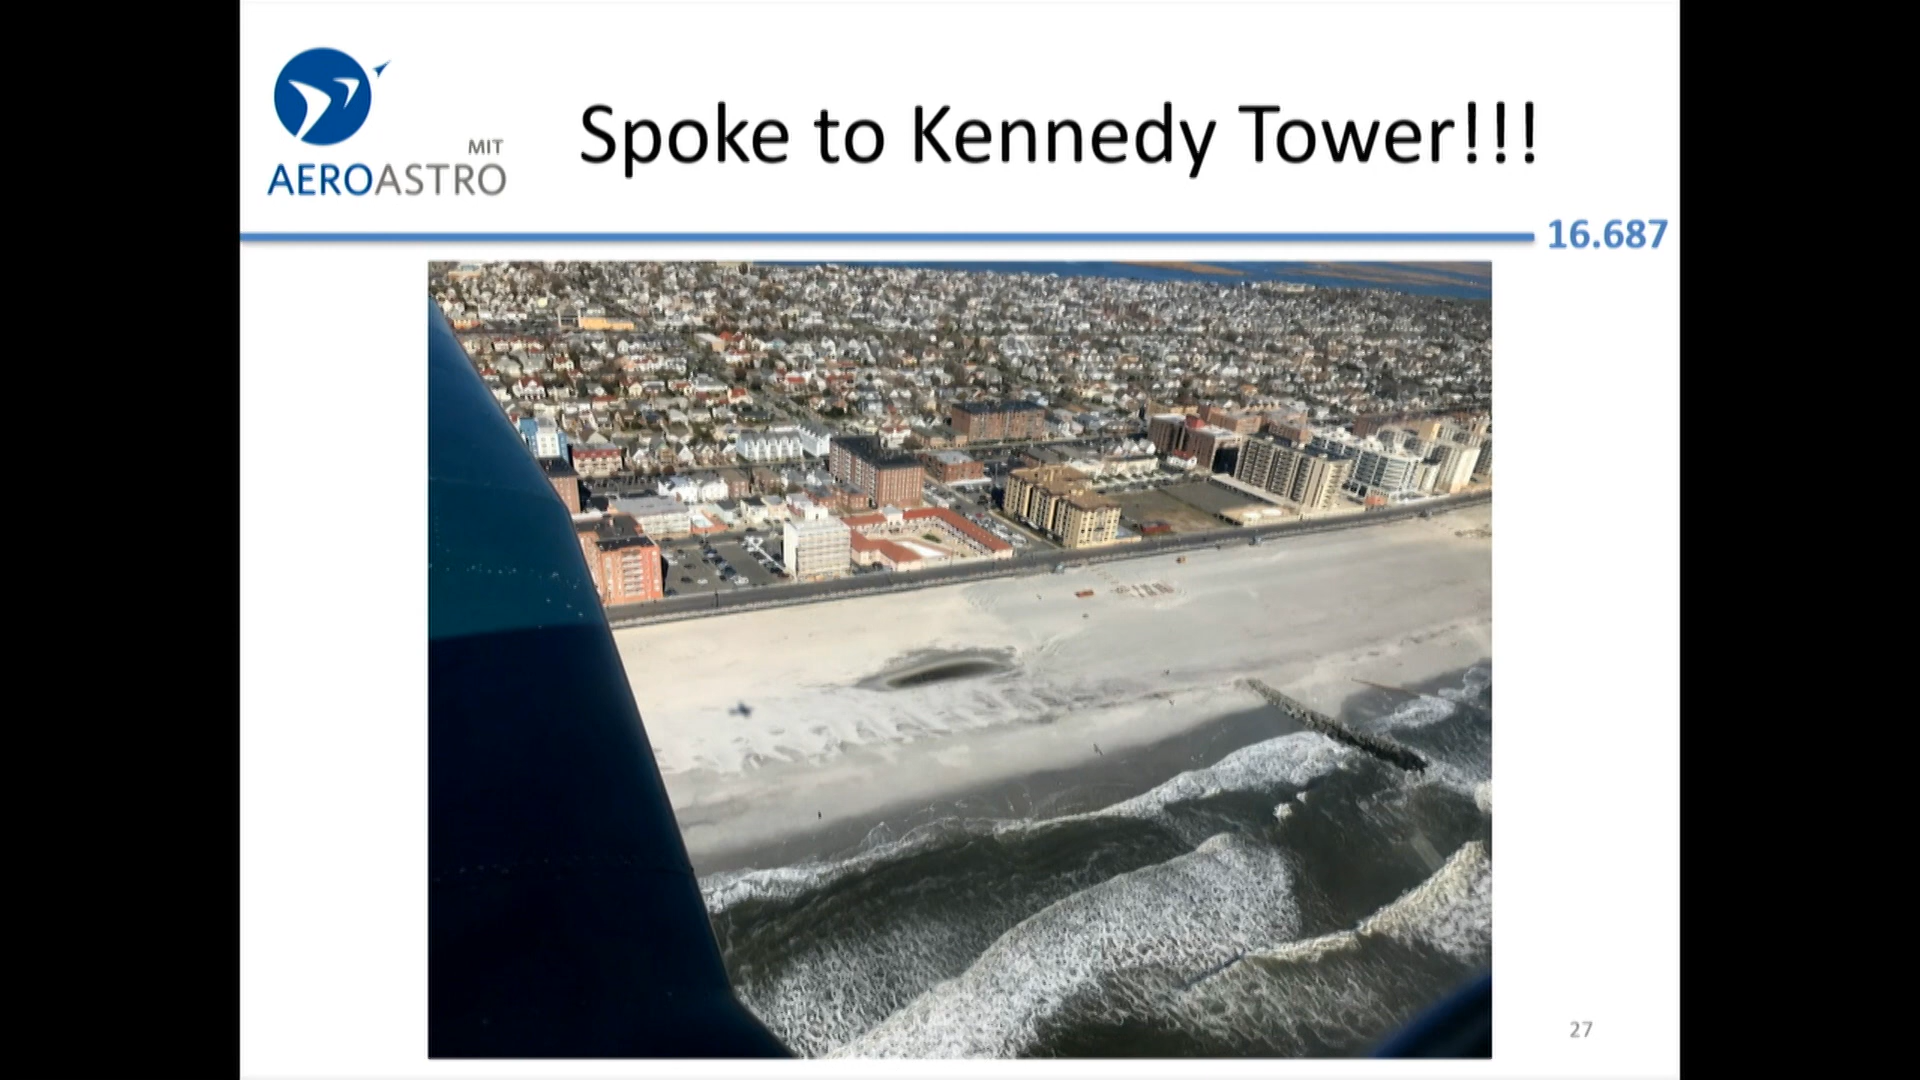 MIT
AEROASTRO
Spoke to Kennedy Tower!!!
16.687
27